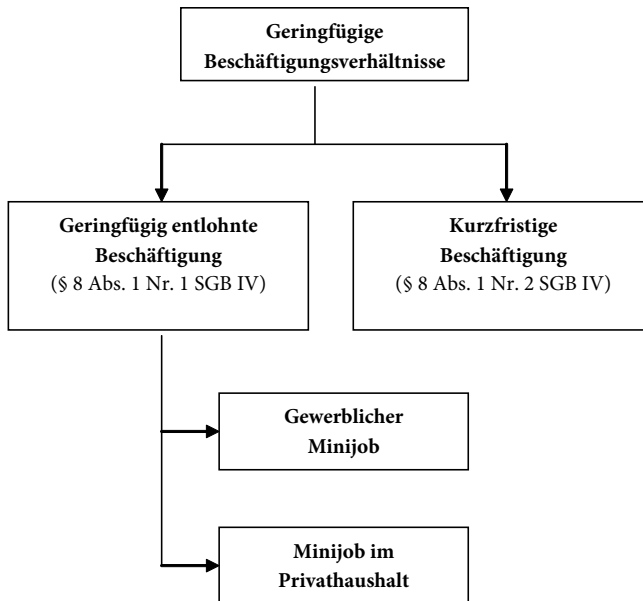 Geringfügige
Beschäftigungsverhältnisse
Geringfügig entlohnte
Beschäftigung
(§ 8 Abs. 1 Nr. 1 SGB IV)
Kurzfristige
Beschäftigung
(§ 8 Abs. 1 Nr. 2 SGB IV)
Gewerblicher
Minijob
Minijob im
Privathaushalt